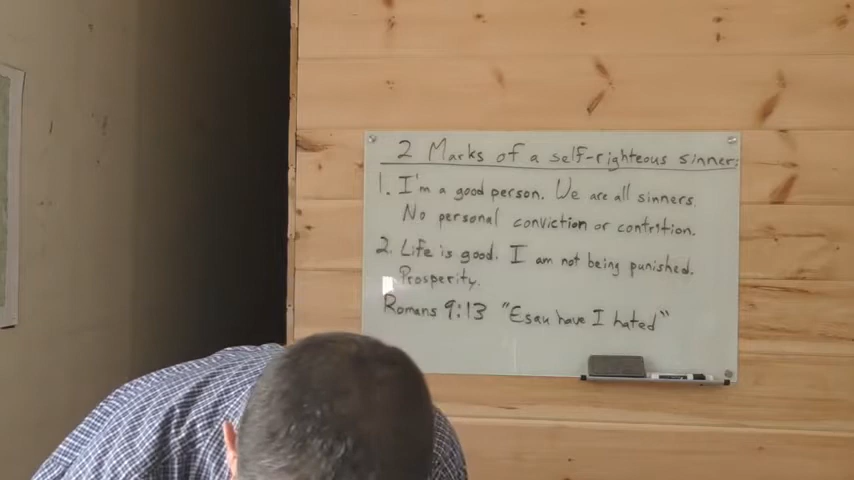 2 Marks of a self-righteous sinner:
1. I'm a good person. We are all sinners.
No personal conviction or contrition.
2. Life is good. I am not being punished.
Prosperity.
Romans 9:13 "Esau have I hated"